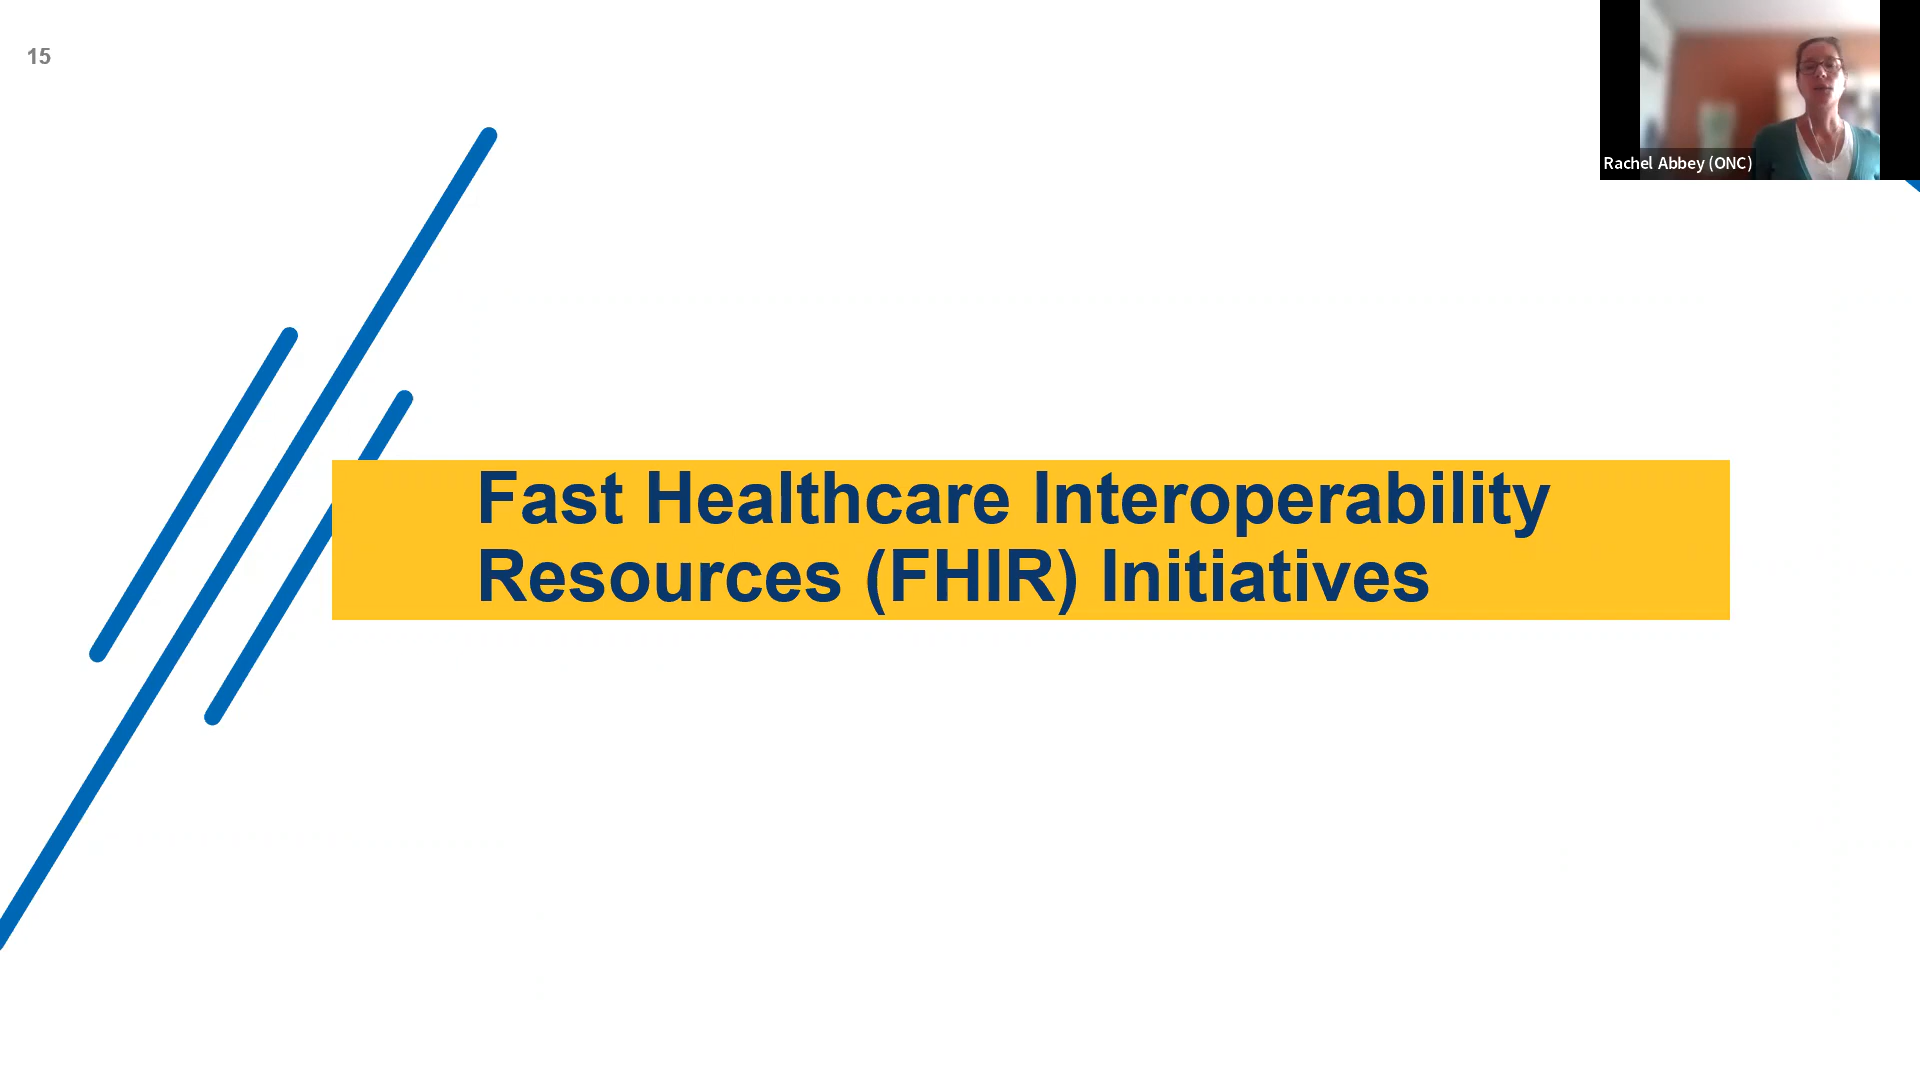 15
Rachel Abbey (ONC)
Fast Healthcare Interoperability
Resources (FHIR) Initiatives